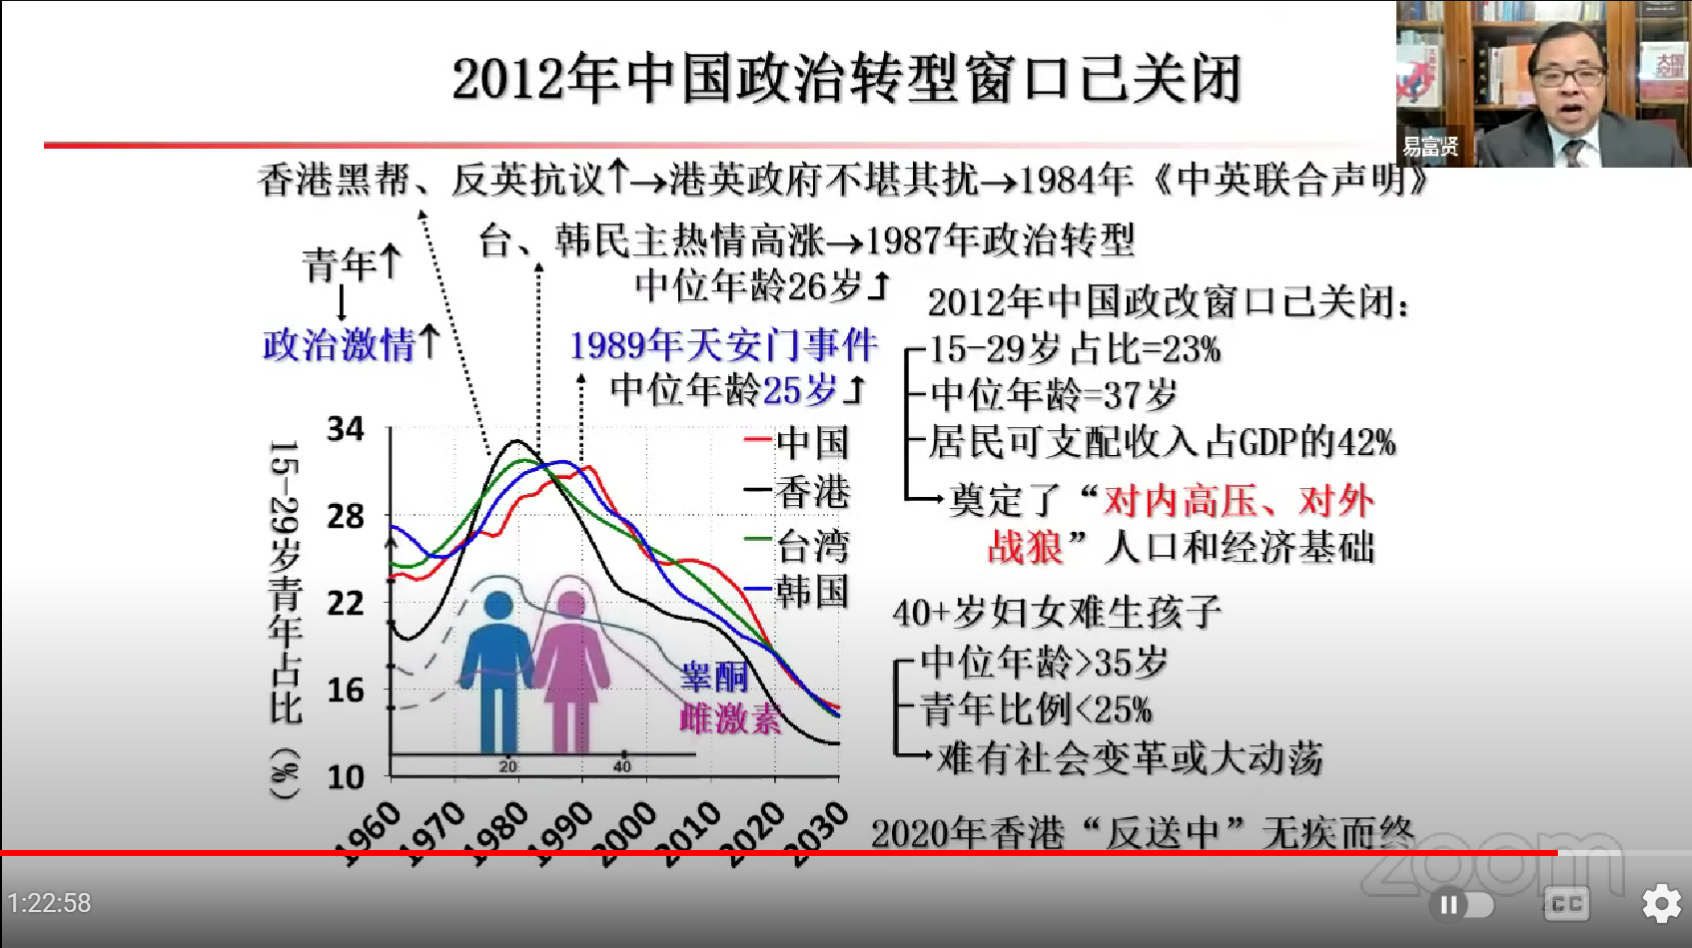 2012年中国政治转型窗口已关闭
易富贤
香港黑帮、反英抗议↑→港英政府不堪其扰→1984年《中英联合声明》
台、韩民主热情高涨→1987年政治转型
中位年龄26岁
青年↑
政治激情↑
1989年天安门事件
中位年龄25岁
2012年中国政改窗口已关闭：
15-29岁占比=23%
中位年龄=37岁
居民可支配收入占GDP的42%
奠定了“对内高压、对外
战狼”人口和经济基础
15-29岁青年占比（%）
34
28
22
16
10
中国
香港
台湾
韩国
睾酮
雌激素
20
40
1960
1970
1980
1990
2000
2010
2020
2030
40+岁妇女难生孩子
中位年龄>35岁
青年比例<25%
难有社会变革或大动荡
2020年香港“反送中”无疾而终
zoom
1:22:58
CC